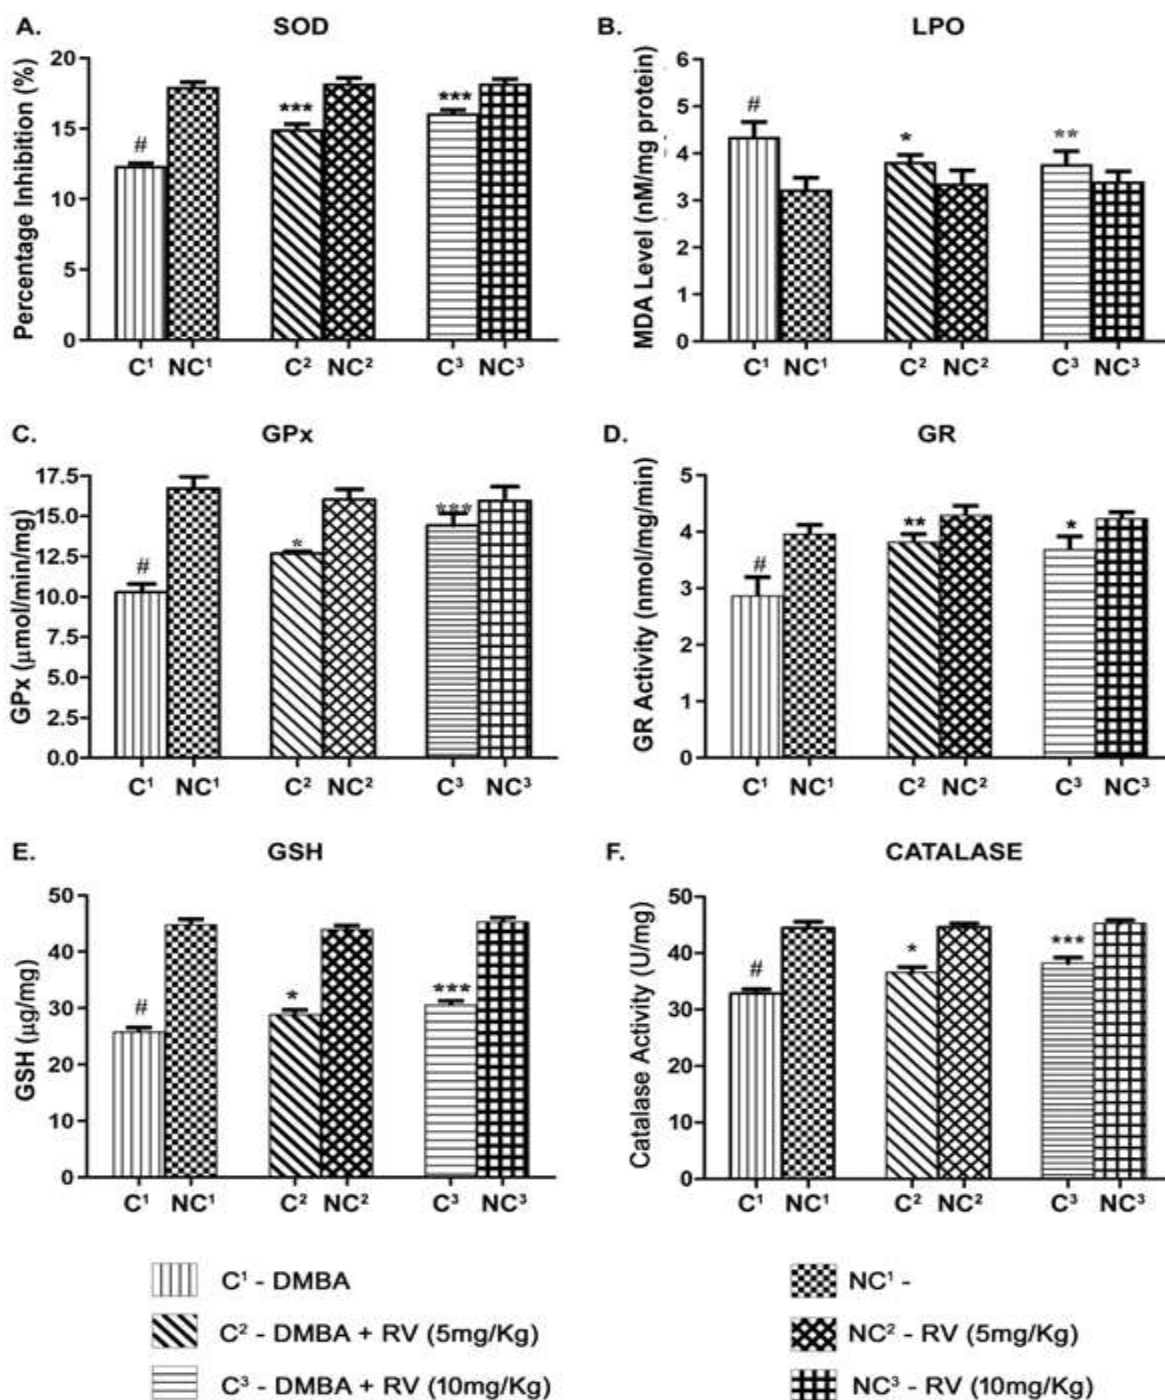 A. SOD
Percentage Inhibition (%)
20
15
10
5
0
# *** ***
C¹ NC¹ C² NC² C³ NC³
B. LPO
MDA Level (nM/mg protein)
6
5
4
3
2
1
0
# * **
C¹ NC¹ C² NC² C³ NC³
C. GPx
GPx (µmol/min/mg)
17.5
15.0
12.5
10.0
7.5
5.0
2.5
0.0
# * ***
C¹ NC¹ C² NC² C³ NC³
D. GR
GR Activity (nmol/mg/min)
5
4
3
2
1
0
# ** *
C¹ NC¹ C² NC² C³ NC³
E. GSH
GSH (µg/mg)
50
40
30
20
10
0
# * ***
C¹ NC¹ C² NC² C³ NC³
F. CATALASE
Catalase Activity (U/mg)
50
40
30
20
10
0
# * ***
C¹ NC¹ C² NC² C³ NC³
C¹ - DMBA
C² - DMBA + RV (5mg/Kg)
C³ - DMBA + RV (10mg/Kg)
NC¹ -
NC² - RV (5mg/Kg)
NC³ - RV (10mg/Kg)